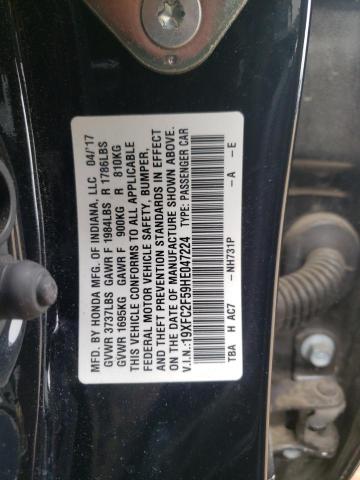 MFD. BY HONDA MFG. OF INDIANA, LLC 04/'17
GVWR 3737LBS GAWR F 1984LBS R 1786LBS
GVWR 1695KG GAWR F 900KG R 810KG
THIS VEHICLE CONFORMS TO ALL APPLICABLE
FEDERAL MOTOR VEHICLE SAFETY, BUMPER,
AND THEFT PREVENTION STANDARDS IN EFFECT
ON THE DATE OF MANUFACTURE SHOWN ABOVE.
V.I.N.:19XFC2F59HE047224 TYPE: PASSENGER CAR
TBA H AC7 -NH731P -A -E